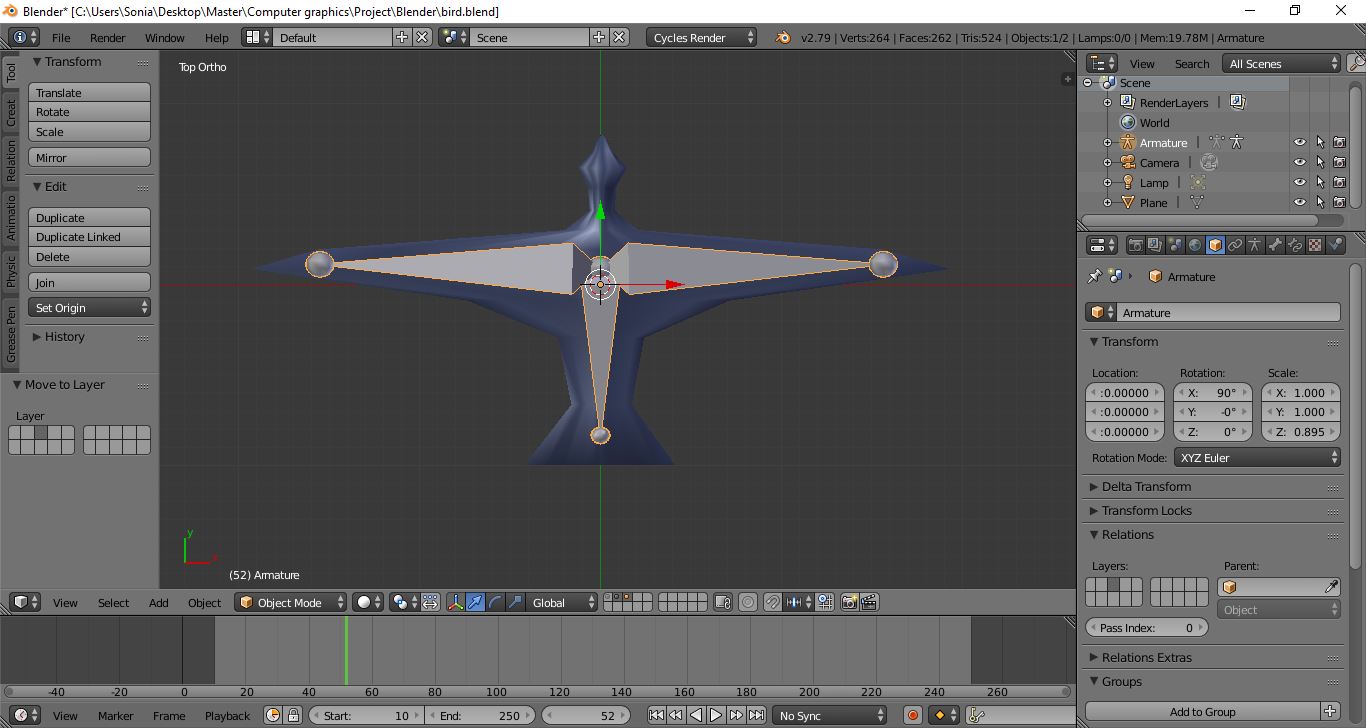 Blender* [C:\Users\Sonia\Desktop\Master\Computer graphics\Project\Blender\bird.blend]
File Render Window Help Default Scene Cycles Render v2.79 | Verts:264 | Faces:262 | Tris:524 | Objects:1/2 | Lamps:0/0 | Mem:19.78M | Armature
Tool
Creat
Relation
Animatio
Physic
Grease Pen
Transform
Translate
Rotate
Scale
Mirror
Edit
Duplicate
Duplicate Linked
Delete
Join
Set Origin
History
Move to Layer
Layer
Top Ortho
y
x
(52) Armature
View Select Add Object Object Mode Global
-40 -20 0 20 40 60 80 100 120 140 160 180 200 220 240 260
View Marker Frame Playback Start: 10 End: 250 52 No Sync
View Search All Scenes
Scene
RenderLayers
World
Armature
Camera
Lamp
Plane
Armature
Armature
Transform
Location: Rotation: Scale:
:0.00000 X: 90° X: 1.000
:0.00000 Y: -0° Y: 1.000
:0.00000 Z: 0° Z: 0.895
Rotation Mode: XYZ Euler
Delta Transform
Transform Locks
Relations
Layers: Parent:
Object
Pass Index: 0
Relations Extras
Groups
Add to Group